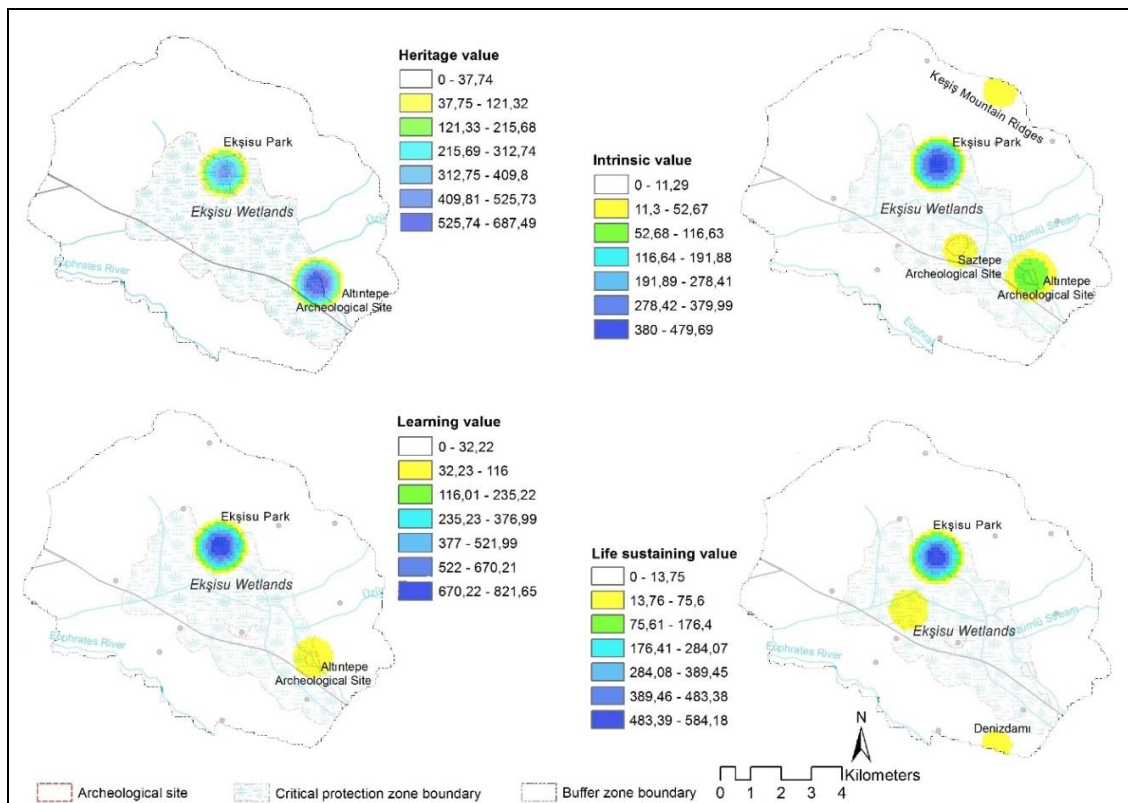 Heritage value
0 - 37,74
37,75 - 121,32
121,33 - 215,68
215,69 - 312,74
312,75 - 409,8
409,81 - 525,73
525,74 - 687,49
Ekşisu Park
Ekşisu Wetlands
Euphrates River
Üzü
Altıntepe
Archeological Site
Intrinsic value
0 - 11,29
11,3 - 52,67
52,68 - 116,63
116,64 - 191,88
191,89 - 278,41
278,42 - 379,99
380 - 479,69
Keşiş Mountain Ridges
Ekşisu Park
Ekşisu Wetlands
Üzümlü Stream
Saztepe
Archeological Site
Altıntepe
Archeological Site
Euphrat
Learning value
0 - 32,22
32,23 - 116
116,01 - 235,22
235,23 - 376,99
377 - 521,99
522 - 670,21
670,22 - 821,65
Ekşisu Park
Ekşisu Wetlands
Üzü
Euphrates River
Altıntepe
Archeological Site
Life sustaining value
0 - 13,75
13,76 - 75,6
75,61 - 176,4
176,41 - 284,07
284,08 - 389,45
389,46 - 483,38
483,39 - 584,18
Ekşisu Park
Üzümlü Stream
Ekşisu Wetlands
Euphrates River
Denizdamı
N
Kilometers
0 1 2 3 4
Archeological site
Critical protection zone boundary
Buffer zone boundary